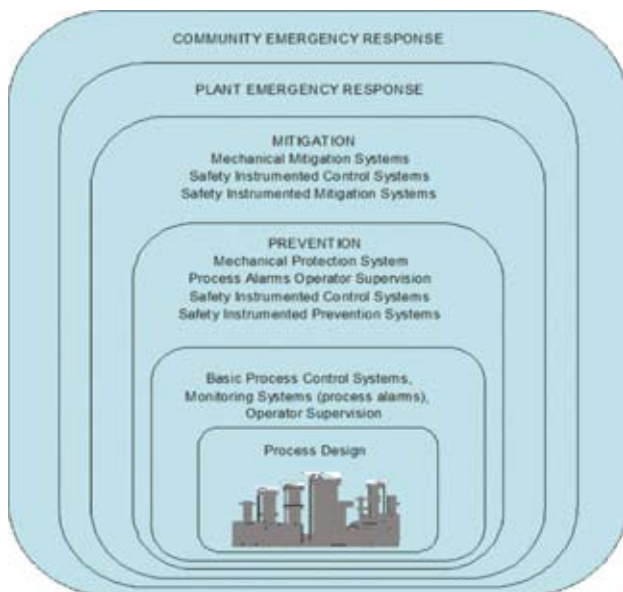 COMMUNITY EMERGENCY RESPONSE
PLANT EMERGENCY RESPONSE
MITIGATION
Mechanical Mitigation Systems
Safety Instrumented Control Systems
Safety Instrumented Mitigation Systems
PREVENTION
Mechanical Protection System
Process Alarms Operator Supervision
Safety Instrumented Control Systems
Safety Instrumented Prevention Systems
Basic Process Control Systems,
Monitoring Systems (process alarms),
Operator Supervision
Process Design